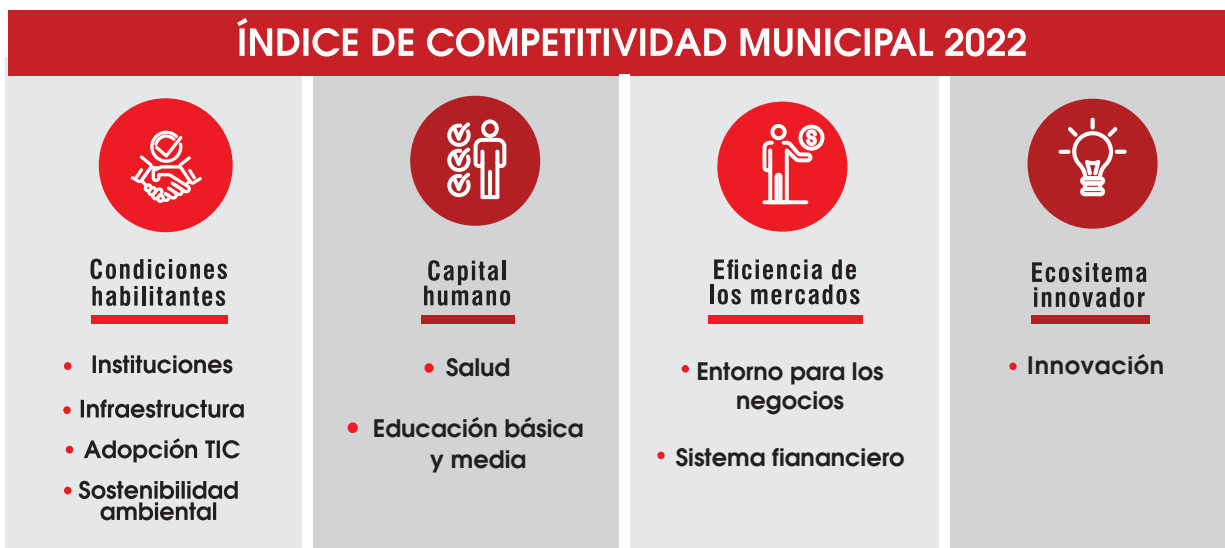 ÍNDICE DE COMPETITIVIDAD MUNICIPAL 2022
Condiciones
habilitantes
• Instituciones
• Infraestructura
• Adopción TIC
• Sostenibilidad
ambiental
Capital
humano
• Salud
• Educación básica
y media
$
Eficiencia de
los mercados
• Entorno para los
negocios
• Sistema fiananciero
Ecositema
innovador
• Innovación